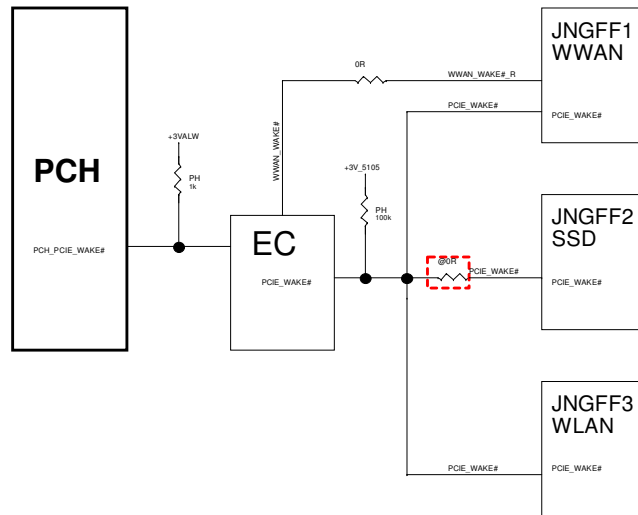 JNGFF1
WWAN
0R
WWAN_WAKE#_R
PCIE_WAKE#
PCIE_WAKE#
WWAN_WAKE#
+3VALW
PH
1k
+3V_5105
PH
100k
PCH
PCH_PCIE_WAKE#
EC
PCIE_WAKE#
JNGFF2
SSD
@0R
PCIE_WAKE#
PCIE_WAKE#
JNGFF3
WLAN
PCIE_WAKE#
PCIE_WAKE#